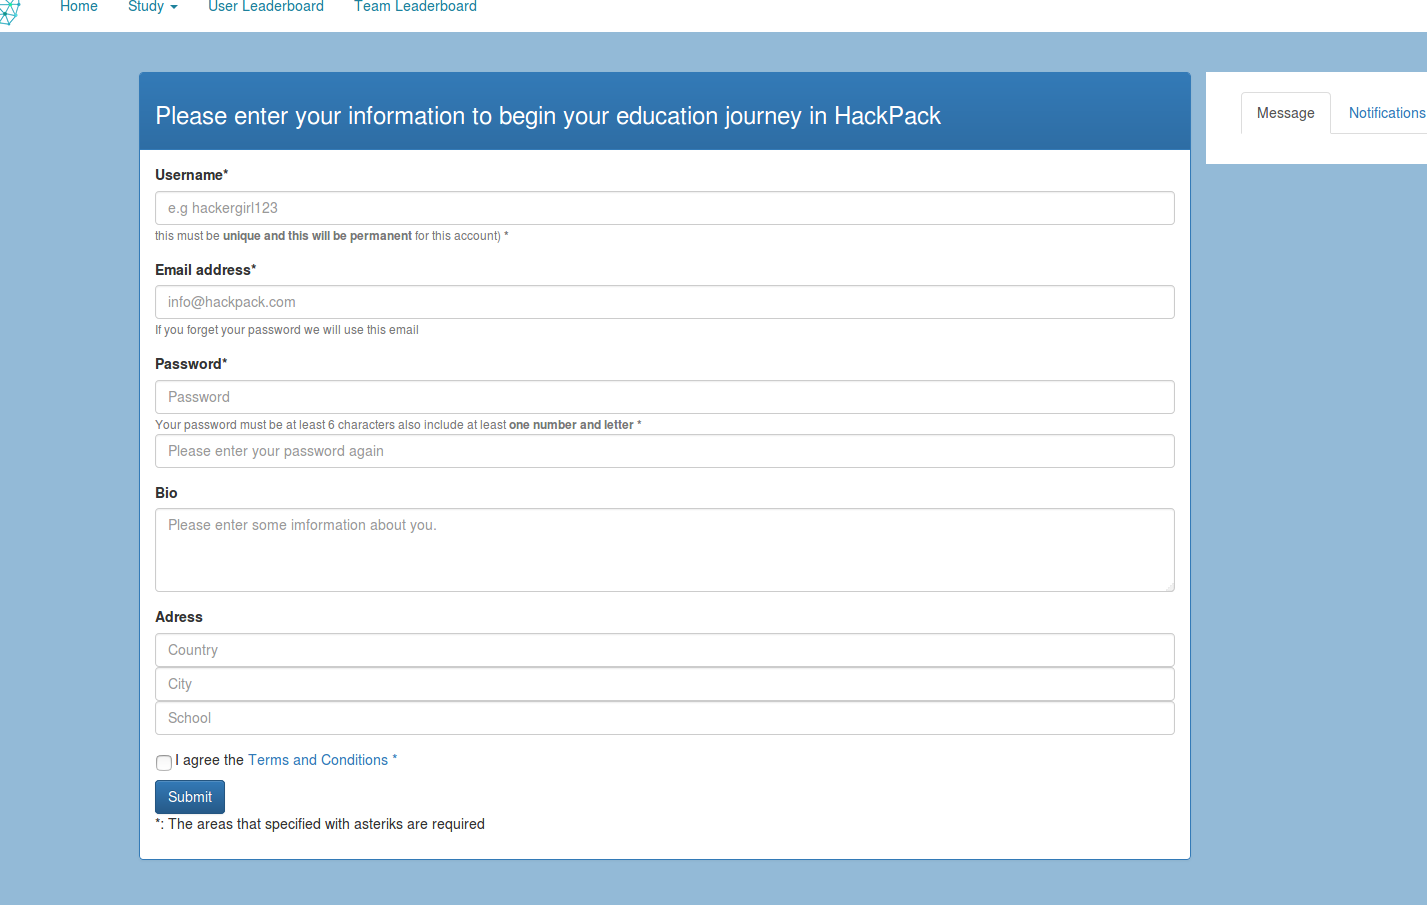 Home Study User Leaderboard Team Leaderboard
Please enter your information to begin your education journey in HackPack
Message Notifications
Username*
e.g hackergirl123
this must be unique and this will be permanent for this account) *
Email address*
info@hackpack.com
If you forget your password we will use this email
Password*
Password
Your password must be at least 6 characters also include at least one number and letter *
Please enter your password again
Bio
Please enter some imformation about you.
Adress
Country
City
School
I agree the Terms and Conditions *
Submit
*: The areas that specified with asteriks are required